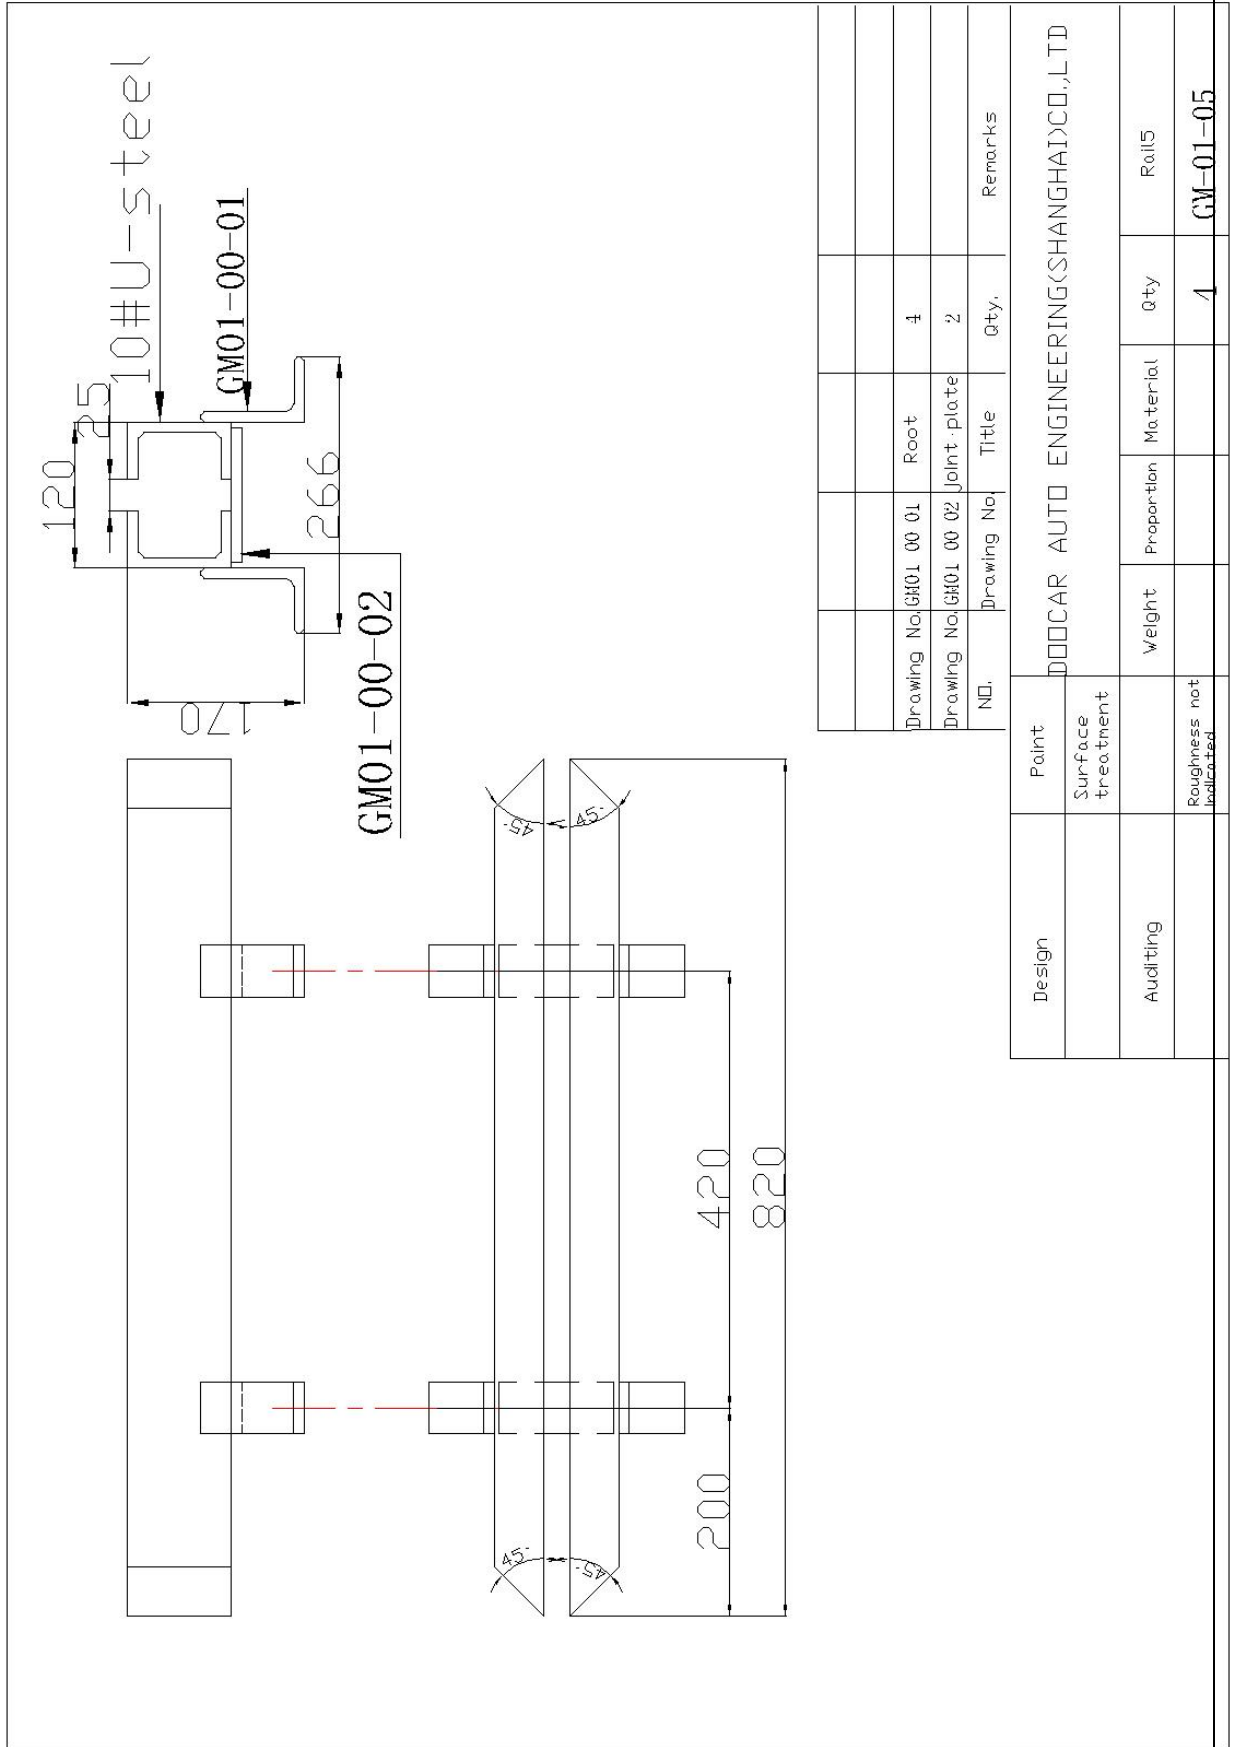 120
25
10#U-steel
GM01-00-01
266
GM01-00-02
170
45°
45°
45°
45°
200
420
820
Drawing No. GM01 00 01 Root 4
Drawing No. GM01 00 02 Joint plate 2
NO. Drawing No. Title Qty. Remarks
Design Paint DOOCAR AUTO ENGINEERING(SHANGHAI)CO.,LTD
Surface
treatment
Auditing Weight Proportion Material Qty Rail5
Roughness not
indicated
GM-01-05